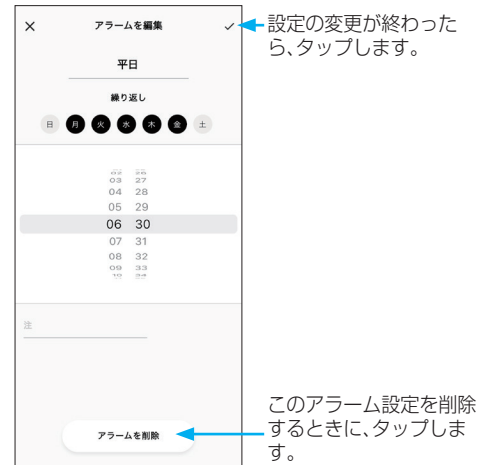 × アラームを編集 ✓
設定の変更が終わった
ら、タップします。
平日
繰り返し
日 月 火 水 木 金 土
02 26
03 27
04 28
05 29
06 30
07 31
08 32
09 33
10 34
注
アラームを削除
このアラーム設定を削除
するときに、タップしま
す。